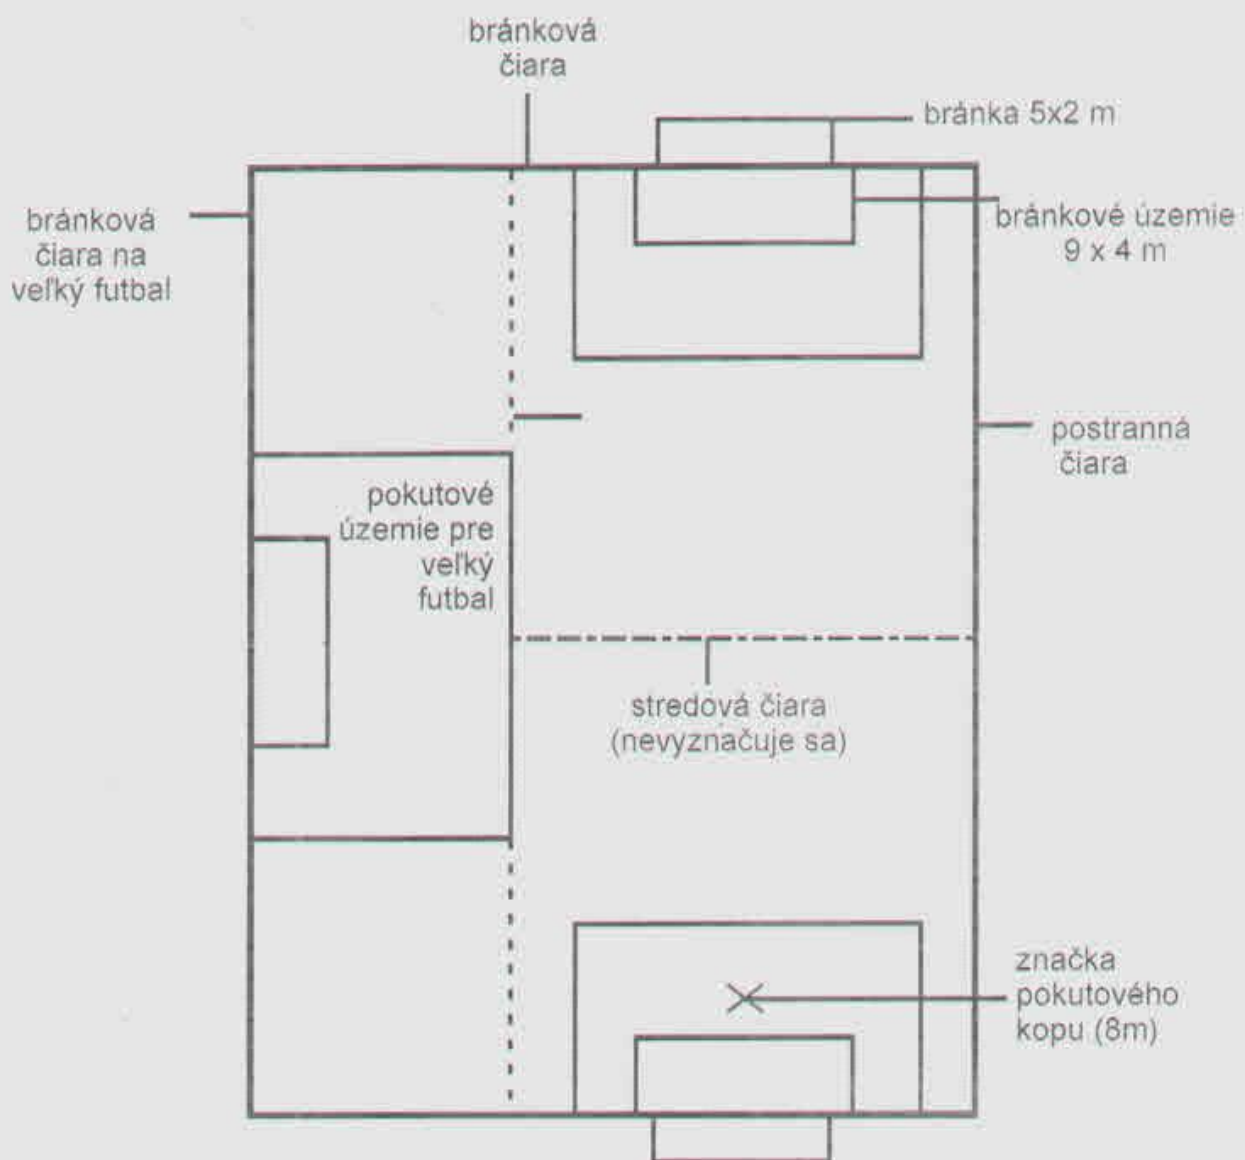 bránková
čiara
bránka 5x2 m
bránková
čiara na
veľký futbal
bránkové územie
9 x 4 m
postranná
čiara
pokutové
územie pre
veľký
futbal
stredová čiara
(nevyznačuje sa)
značka
pokutového
kopu (8m)